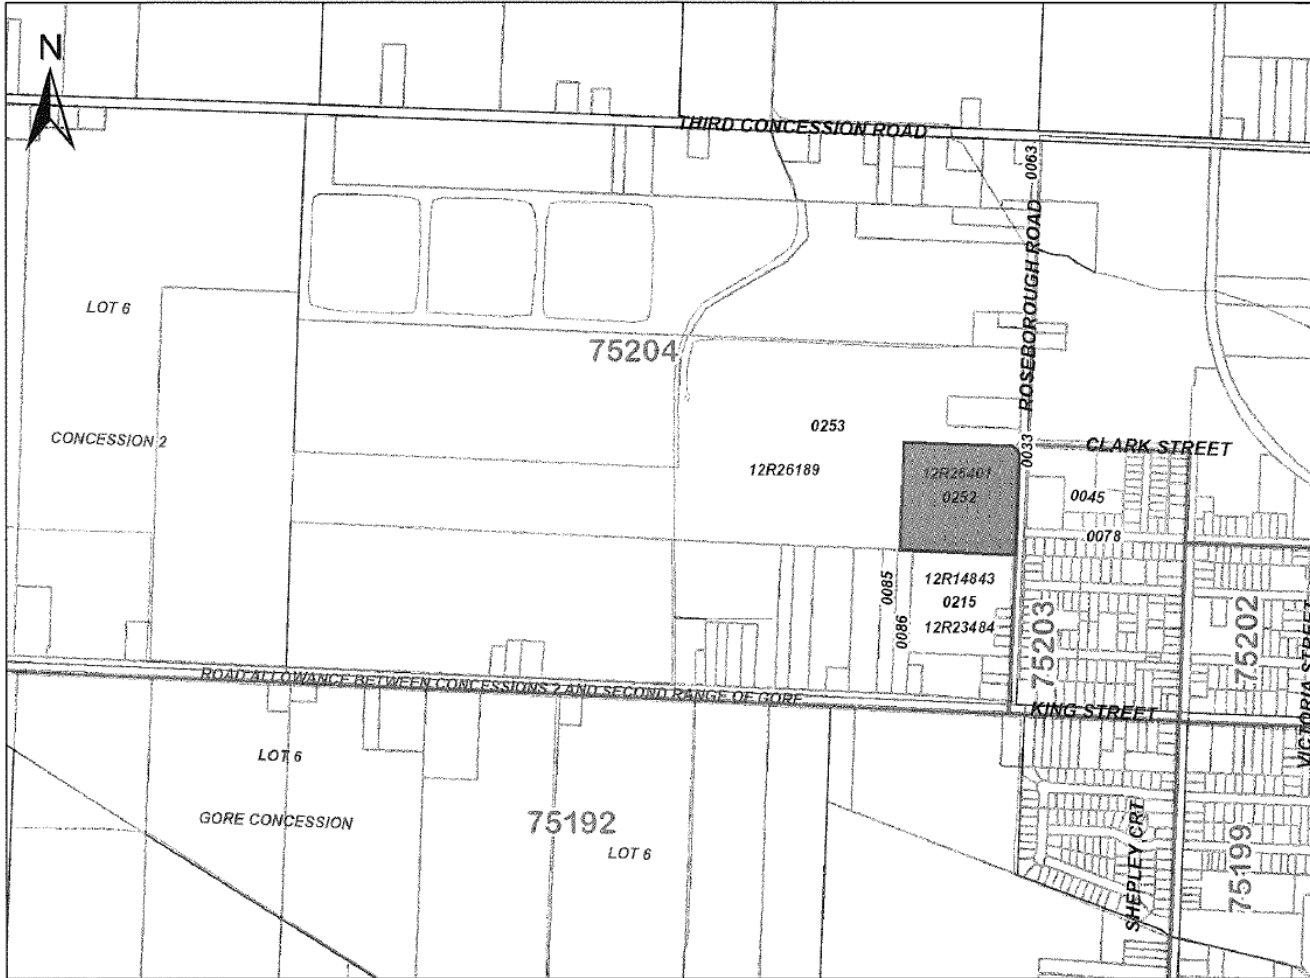 N
THIRD CONCESSION ROAD
0063
ROSEBOROUGH ROAD
LOT 6
75204
CONCESSION 2
0253
12R26189
0033
CLARK STREET
12R26401
0252
0045
0078
0085
0086
12R14843
0215
12R23484
75203
75202
VICTORIA STREET
ROAD ALLOWANCE BETWEEN CONCESSIONS 2 AND SECOND RANGE OF GORE
KING STREET
LOT 6
GORE CONCESSION
75192
LOT 6
SHEPLEY CRT
75199